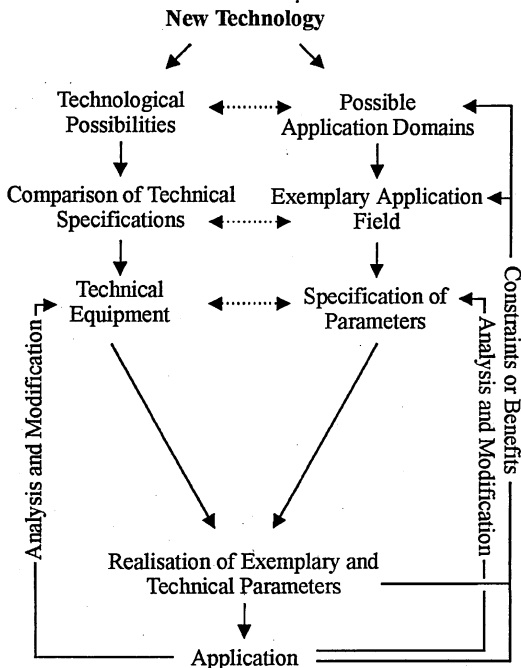 New Technology
Technological
Possibilities
Possible
Application Domains
Comparison of Technical
Specifications
Exemplary Application
Field
Technical
Equipment
Specification of
Parameters
Analysis and Modification
Analysis and Modification
Constraints or Benefits
Realisation of Exemplary and
Technical Parameters
Application